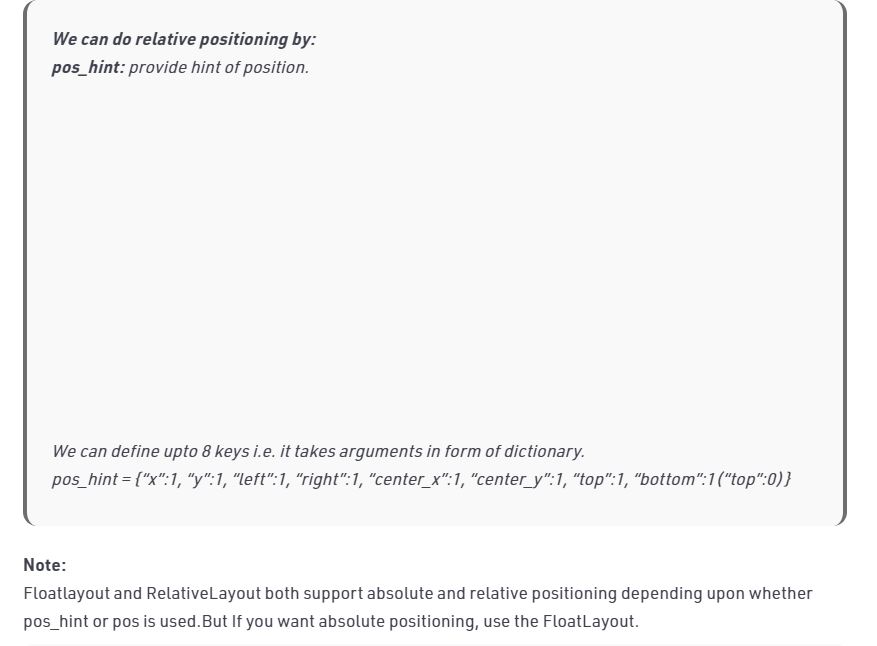 We can do relative positioning by:
pos_hint: provide hint of position.
We can define upto 8 keys i.e. it takes arguments in form of dictionary.
pos_hint = {“x”:1, “y”:1, “left”:1, “right”:1, “center_x”:1, “center_y”:1, “top”:1, “bottom”:1(“top”:0)}
Note:
Floatlayout and RelativeLayout both support absolute and relative positioning depending upon whether
pos_hint or pos is used.But If you want absolute positioning, use the FloatLayout.